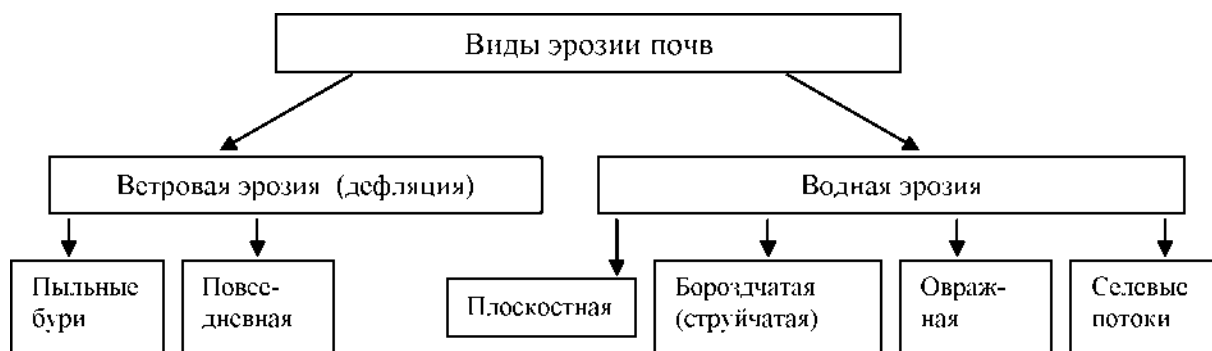 Виды эрозии почв
Ветровая эрозия (дефляция)
Водная эрозия
Пыльные
бури
Повсе-
дневная
Плоскостная
Бороздчатая
(струйчатая)
Овраж-
ная
Селевые
потоки